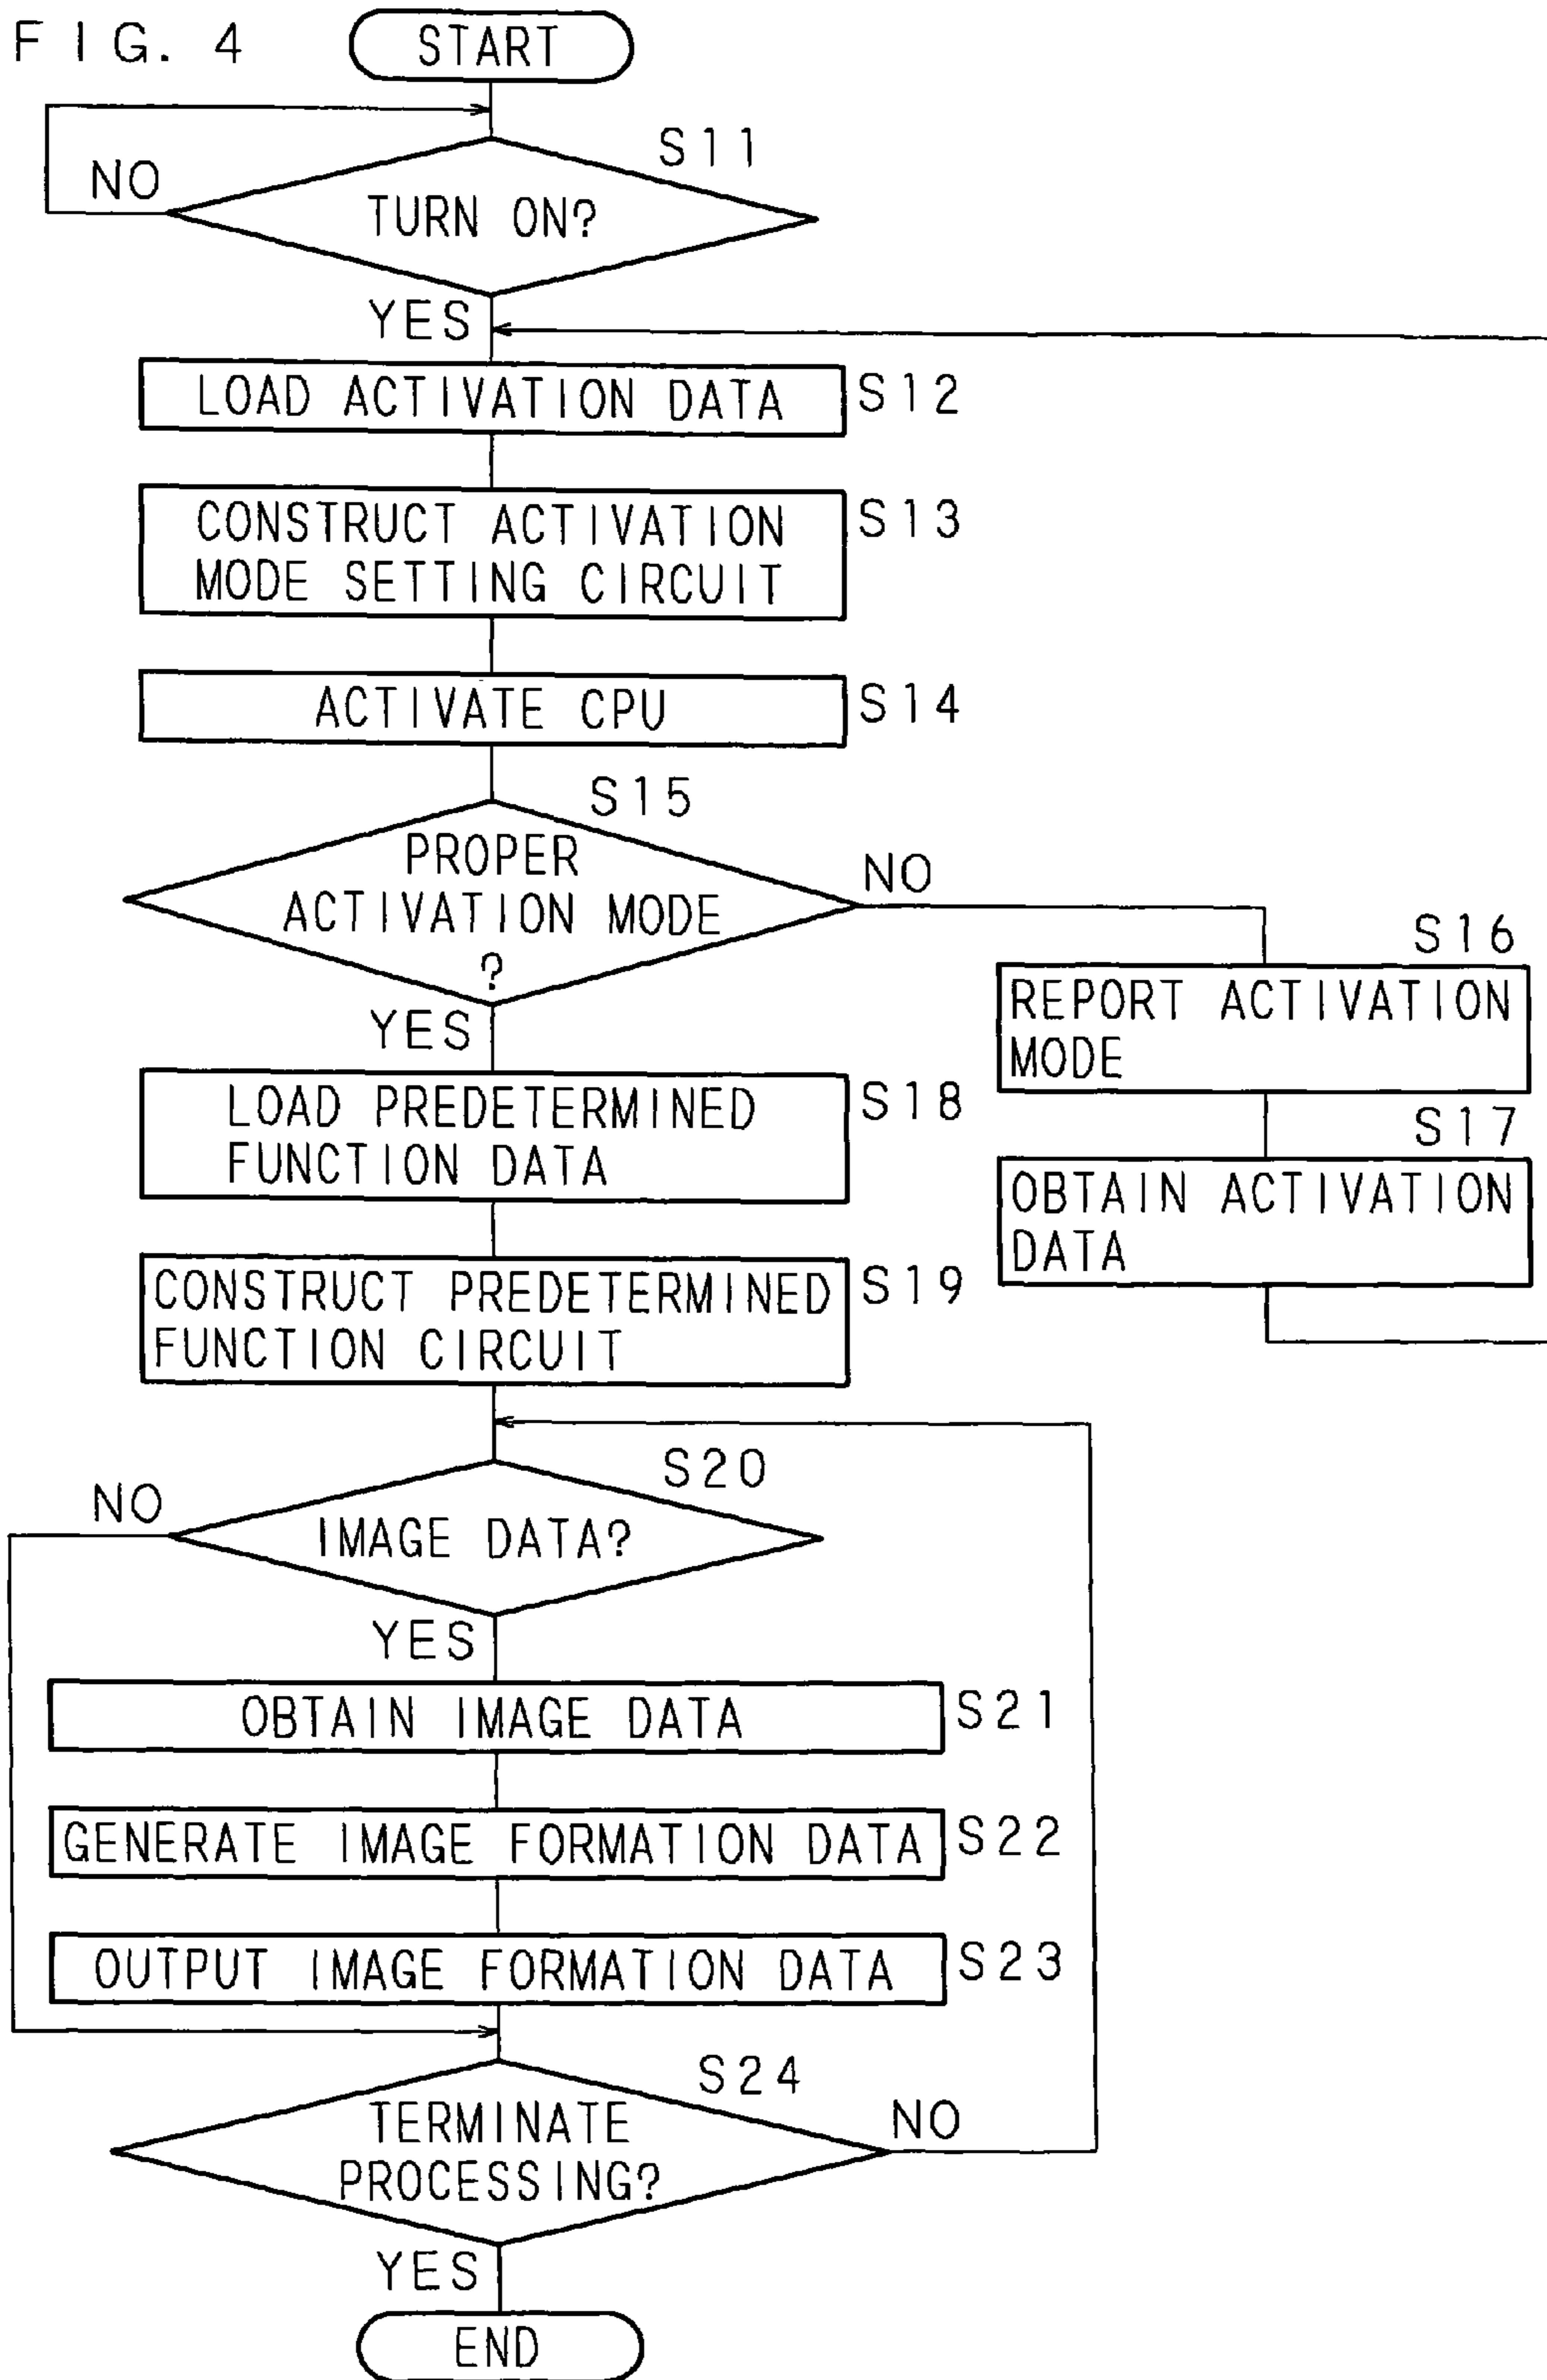 FIG. 4
START
S11
NO
TURN ON?
YES
LOAD ACTIVATION DATA
S12
CONSTRUCT ACTIVATION
MODE SETTING CIRCUIT
S13
ACTIVATE CPU
S14
S15
PROPER
ACTIVATION MODE
?
NO
YES
S16
REPORT ACTIVATION
MODE
S17
OBTAIN ACTIVATION
DATA
LOAD PREDETERMINED
FUNCTION DATA
S18
CONSTRUCT PREDETERMINED
FUNCTION CIRCUIT
S19
S20
NO
IMAGE DATA?
YES
OBTAIN IMAGE DATA
S21
GENERATE IMAGE FORMATION DATA
S22
OUTPUT IMAGE FORMATION DATA
S23
S24
TERMINATE
PROCESSING?
NO
YES
END